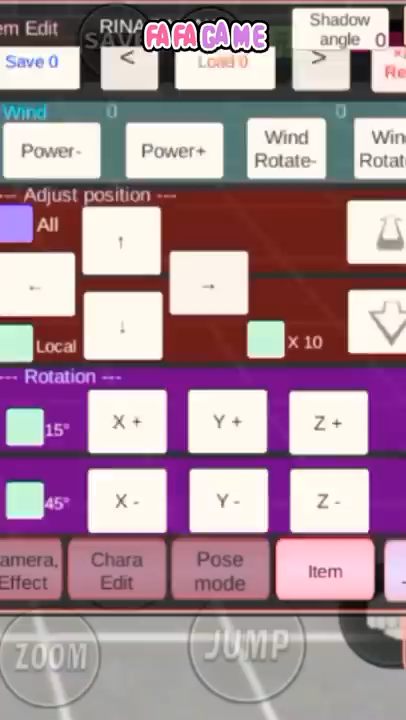 em Edit RINA
Shadow
angle 0
FAFAGAME
Save 0 < Load 0 >
Wind 0 0
Power- Power+ Wind
Rotate- Win
Rotat
--- Adjust position ---
All ↑
← →
↓
Local X 10
--- Rotation ---
15° X + Y + Z +
45° X - Y - Z -
amera,
Effect
Chara
Edit
Pose
mode
Item
ZOOM JUMP